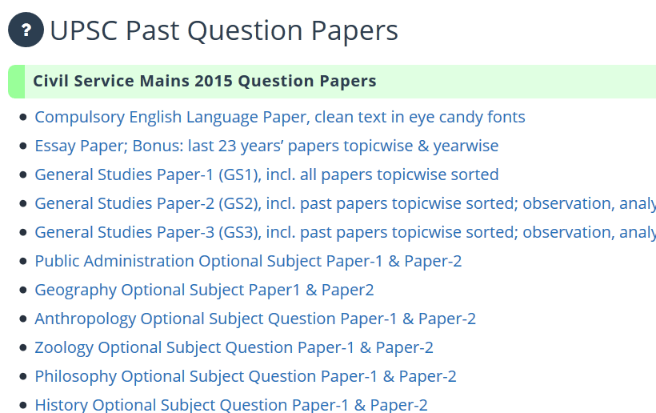 ? UPSC Past Question Papers
Civil Service Mains 2015 Question Papers
Compulsory English Language Paper, clean text in eye candy fonts
Essay Paper; Bonus: last 23 years’ papers topicwise & yearwise
General Studies Paper-1 (GS1), incl. all papers topicwise sorted
General Studies Paper-2 (GS2), incl. past papers topicwise sorted; observation, analy
General Studies Paper-3 (GS3), incl. past papers topicwise sorted; observation, analy
Public Administration Optional Subject Paper-1 & Paper-2
Geography Optional Subject Paper1 & Paper2
Anthropology Optional Subject Question Paper-1 & Paper-2
Zoology Optional Subject Question Paper-1 & Paper-2
Philosophy Optional Subject Question Paper-1 & Paper-2
History Optional Subject Question Paper-1 & Paper-2